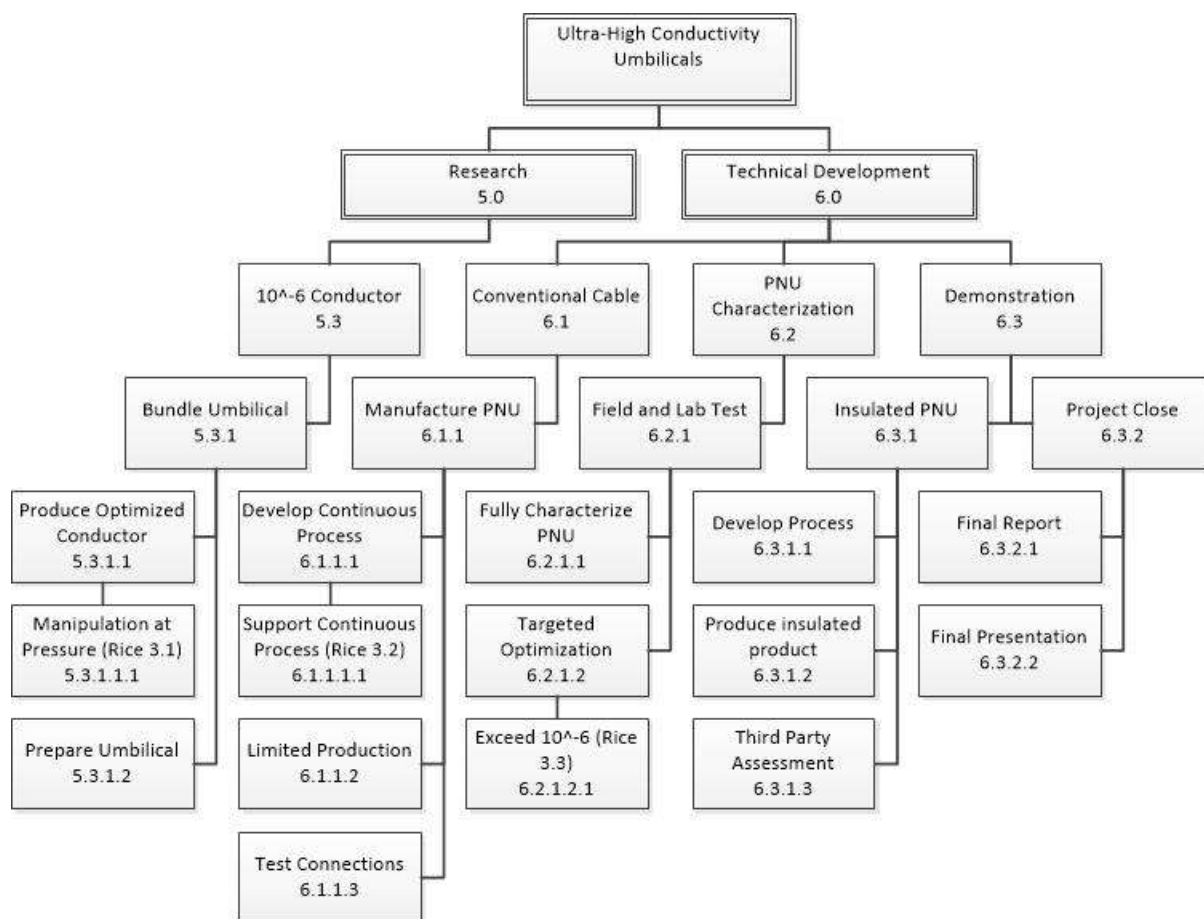 Ultra-High Conductivity
Umbilicals
Research
5.0
Technical Development
6.0
10^-6 Conductor
5.3
Conventional Cable
6.1
PNU
Characterization
6.2
Demonstration
6.3
Bundle Umbilical
5.3.1
Manufacture PNU
6.1.1
Field and Lab Test
6.2.1
Insulated PNU
6.3.1
Project Close
6.3.2
Produce Optimized
Conductor
5.3.1.1
Develop Continuous
Process
6.1.1.1
Fully Characterize
PNU
6.2.1.1
Develop Process
6.3.1.1
Final Report
6.3.2.1
Manipulation at
Pressure (Rice 3.1)
5.3.1.1.1
Support Continuous
Process (Rice 3.2)
6.1.1.1.1
Targeted
Optimization
6.2.1.2
Produce insulated
product
6.3.1.2
Final Presentation
6.3.2.2
Prepare Umbilical
5.3.1.2
Limited Production
6.1.1.2
Exceed 10^-6 (Rice
3.3)
6.2.1.2.1
Third Party
Assessment
6.3.1.3
Test Connections
6.1.1.3